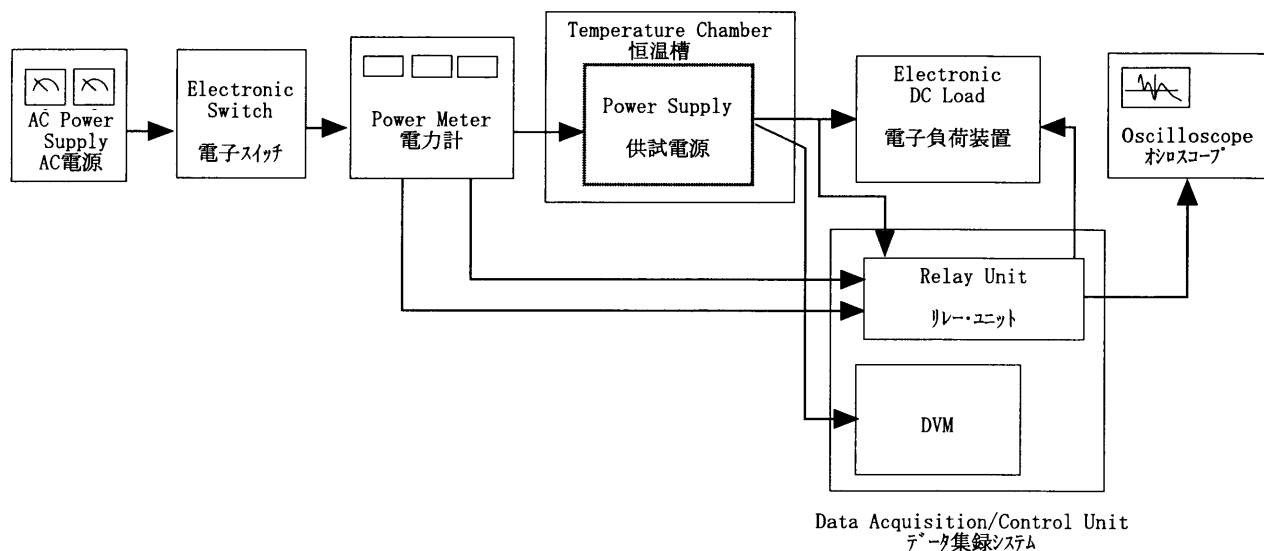 AC Power
Supply
AC電源
Electronic
Switch
電子スイッチ
Power Meter
電力計
Temperature Chamber
恒温槽
Power Supply
供試電源
Electronic
DC Load
電子負荷装置
Oscilloscope
オシロスコープ
Relay Unit
リレー・ユニット
DVM
Data Acquisition/Control Unit
データ集録システム